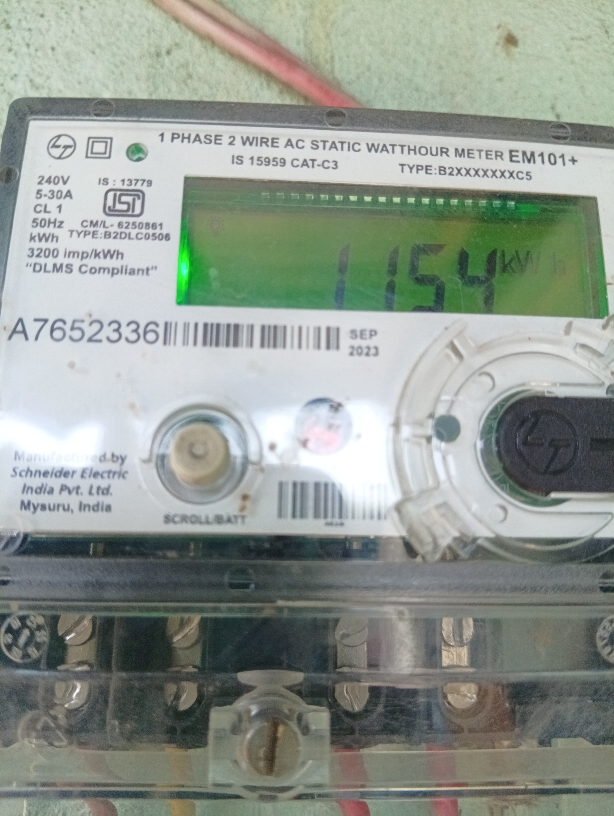 1 PHASE 2 WIRE AC STATIC WATTHOUR METER EM101+
IS 15959 CAT-C3 TYPE:B2XXXXXXXC5
240V
5-30A
CL 1
50Hz
kWh
3200 imp/kWh
"DLMS Compliant"
IS : 13779
ISI
CM/L- 6250861
TYPE:B2DLC0506
1154 kWh
A7652336
SEP
2023
LT
Manufactured by
Schneider Electric
India Pvt. Ltd.
Mysuru, India
SCROLL/BATT